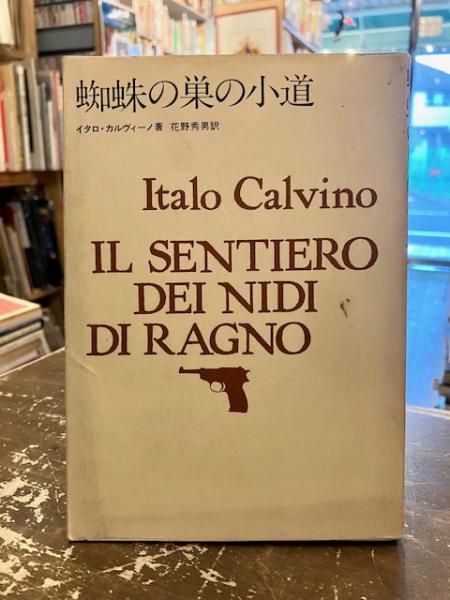 蜘蛛の巣の小道
イタロ・カルヴィーノ著 花野秀男訳
Italo Calvino
IL SENTIERO
DEI NIDI
DI RAGNO